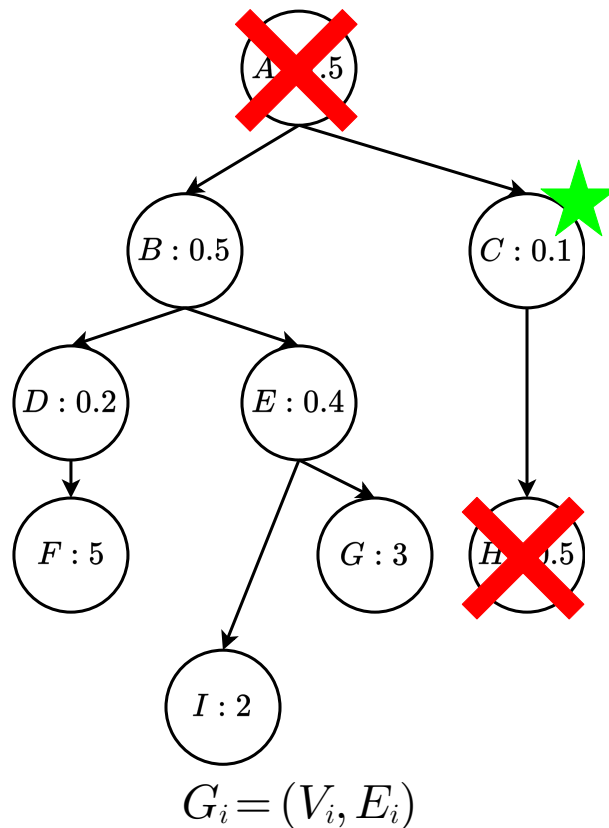 A .5
B : 0.5
C : 0.1
D : 0.2
E : 0.4
F : 5
G : 3
H 0.5
I : 2
G_i = (V_i, E_i)